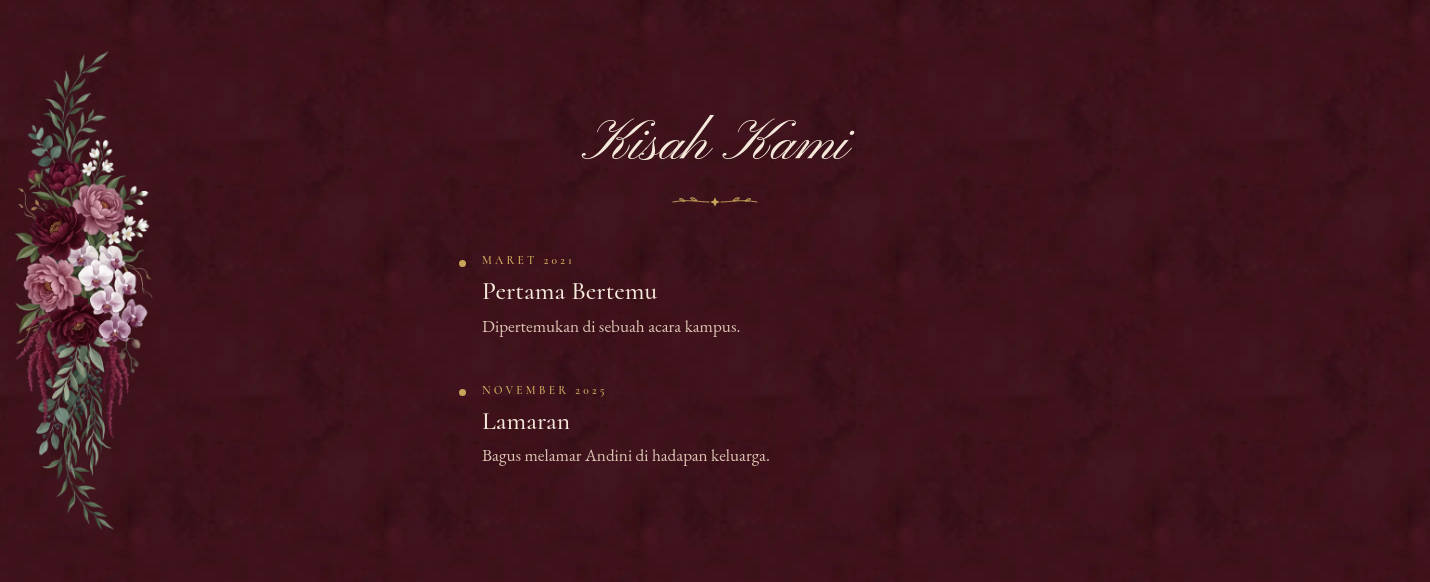 Kisah Kami
MARET 2021
Pertama Bertemu
Dipertemukan di sebuah acara kampus.
NOVEMBER 2025
Lamaran
Bagus melamar Andini di hadapan keluarga.